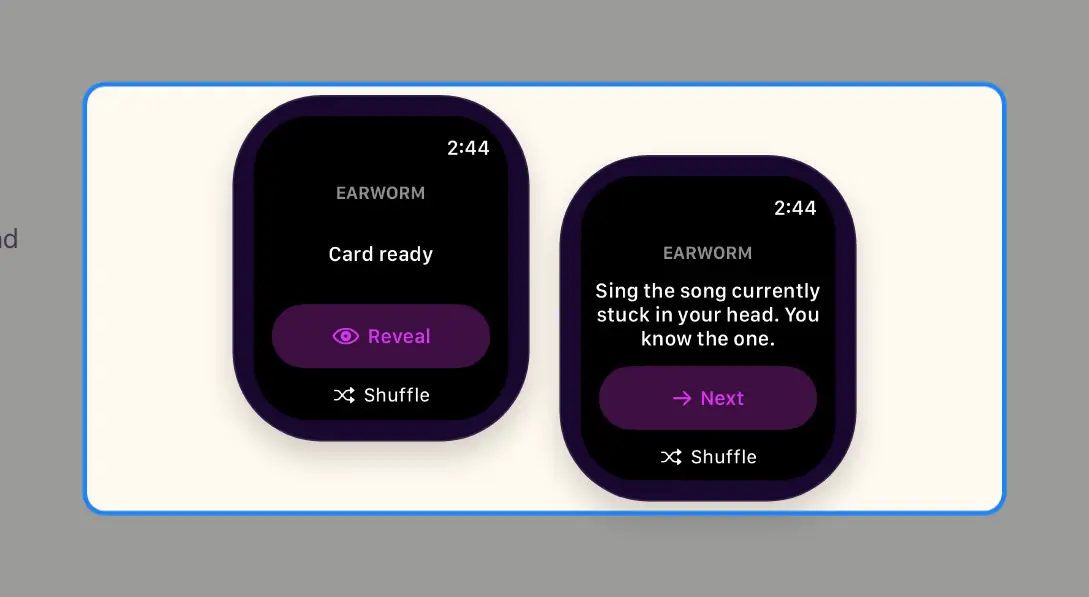 2:44
EARWORM
Card ready
Reveal
Shuffle
2:44
EARWORM
Sing the song currently
stuck in your head. You
know the one.
Next
Shuffle